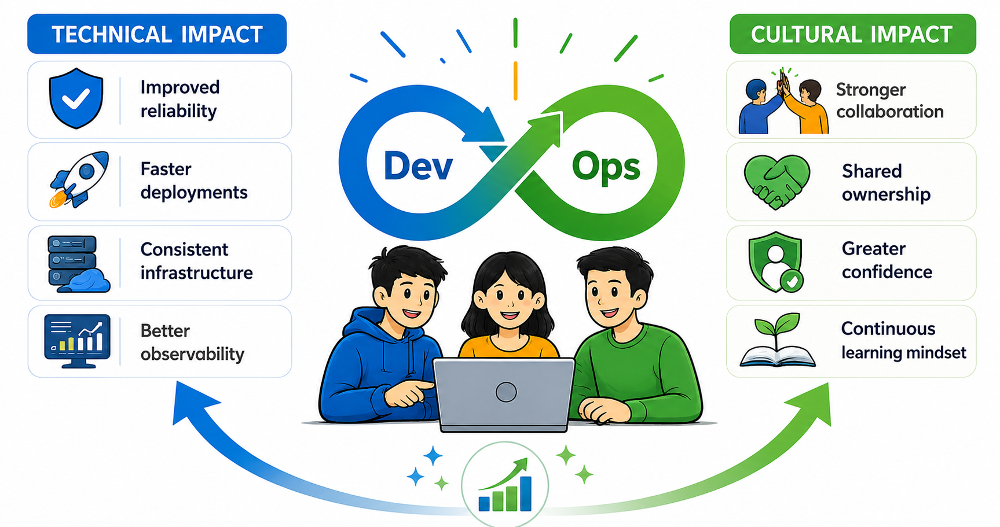 TECHNICAL IMPACT
Improved
reliability
Faster
deployments
Consistent
infrastructure
Better
observability
Dev
Ops
CULTURAL IMPACT
Stronger
collaboration
Shared
ownership
Greater
confidence
Continuous
learning mindset